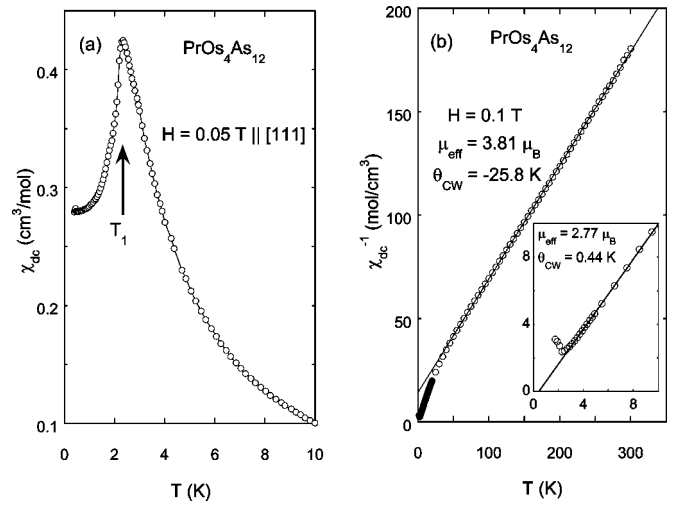 (a) PrOs₄As₁₂
H = 0.05 T || [111]
T₁
χdc (cm³/mol)
0.4
0.3
0.2
0.1
0 2 4 6 8 10
T (K)
(b) PrOs₄As₁₂
H = 0.1 T
μeff = 3.81 μB
θCW = -25.8 K
χdc⁻¹ (mol/cm³)
200
150
100
50
0
0 100 200 300
T (K)
μeff = 2.77 μB
θCW = 0.44 K
8
4
0
0 4 8